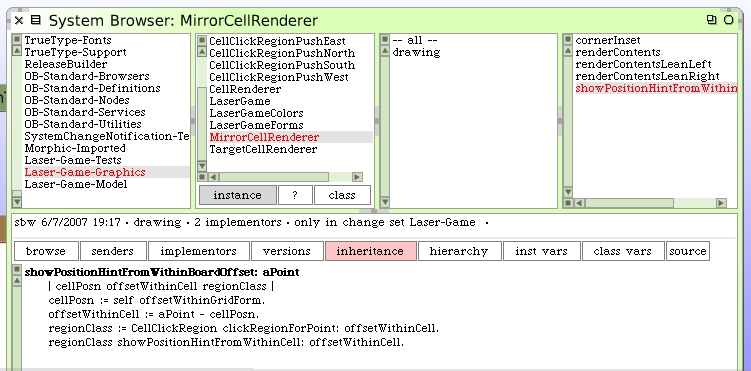 System Browser: MirrorCellRenderer
TrueType-Fonts
TrueType-Support
ReleaseBuilder
OB-Standard-Browsers
OB-Standard-Definitions
OB-Standard-Nodes
OB-Standard-Services
OB-Standard-Utilities
SystemChangeNotification-Te
Morphic-Imported
Laser-Game-Tests
Laser-Game-Graphics
Laser-Game-Model
CellClickRegionPushEast
CellClickRegionPushNorth
CellClickRegionPushSouth
CellClickRegionPushWest
CellRenderer
LaserGame
LaserGameColors
LaserGameForms
MirrorCellRenderer
TargetCellRenderer
instance ? class
-- all --
drawing
cornerInset
renderContents
renderContentsLeanLeft
renderContentsLeanRight
showPositionHintFromWithin
sbw 6/7/2007 19:17 · drawing · 2 implementors · only in change set Laser-Game ·
browse senders implementors versions inheritance hierarchy inst vars class vars source
showPositionHintFromWithinBoardOffset: aPoint
| cellPosn offsetWithinCell regionClass |
cellPosn := self offsetWithinGridForm.
offsetWithinCell := aPoint - cellPosn.
regionClass := CellClickRegion clickRegionForPoint: offsetWithinCell.
regionClass showPositionHintFromWithinCell: offsetWithinCell.